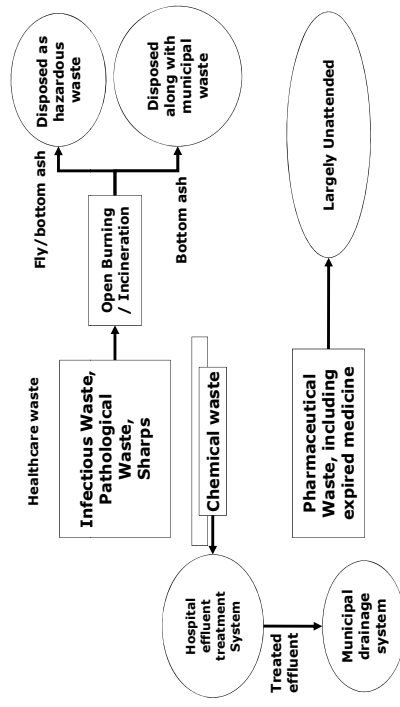 Healthcare waste
Infectious Waste,
Pathological
Waste,
Sharps
Open Burning
/ Incineration
Fly/bottom ash
Disposed as
hazardous
waste
Bottom ash
Disposed
along with
municipal
waste
Chemical waste
Hospital
effluent
treatment
System
Treated
effluent
Municipal
drainage
system
Pharmaceutical
Waste, including
expired medicine
Largely Unattended